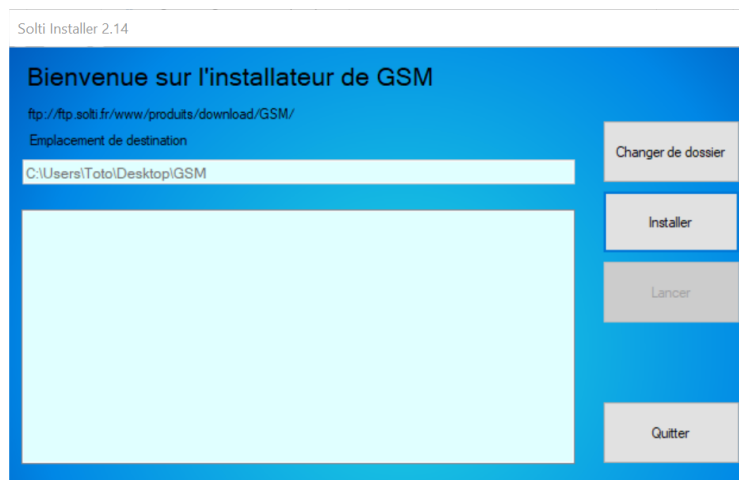 Solti Installer 2.14
Bienvenue sur l'installateur de GSM
ftp://ftp.solti.fr/www/produits/download/GSM/
Emplacement de destination
C:\Users\Toto\Desktop\GSM
Changer de dossier
Installer
Lancer
Quitter